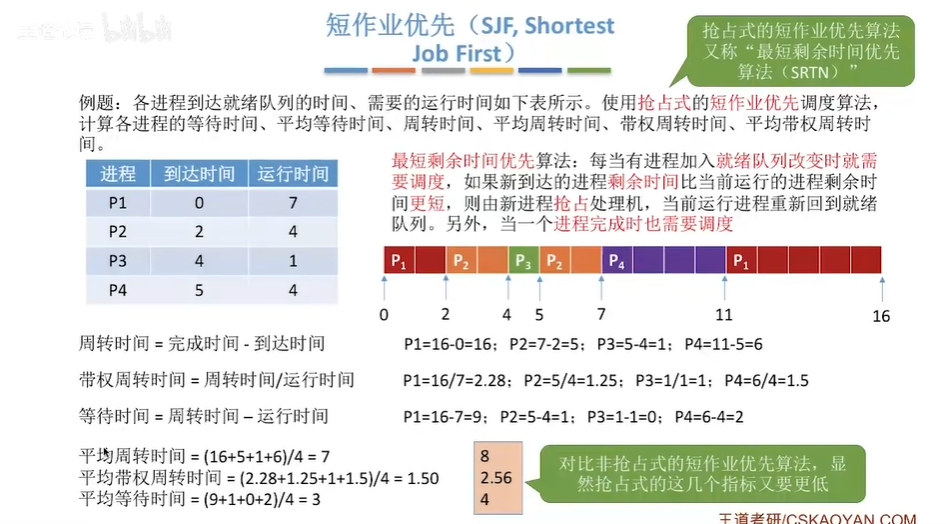 bilibili
短作业优先（SJF, Shortest
Job First）
抢占式的短作业优先算法
又称“最短剩余时间优先
算法（SRTN）”
例题：各进程到达就绪队列的时间、需要的运行时间如下表所示。使用抢占式的短作业优先调度算法，
计算各进程的等待时间、平均等待时间、周转时间、平均周转时间、带权周转时间、平均带权周转时
间。
进程 到达时间 运行时间
P1 0 7
P2 2 4
P3 4 1
P4 5 4
最短剩余时间优先算法：每当有进程加入就绪队列改变时就需
要调度，如果新到达的进程剩余时间比当前运行的进程剩余时
间更短，则由新进程抢占处理机，当前运行进程重新回到就绪
队列。另外，当一个进程完成时也需要调度
P1 P2 P3 P2 P4 P1
0 2 4 5 7 11 16
周转时间 = 完成时间 - 到达时间 P1=16-0=16；P2=7-2=5；P3=5-4=1；P4=11-5=6
带权周转时间 = 周转时间/运行时间 P1=16/7=2.28；P2=5/4=1.25；P3=1/1=1；P4=6/4=1.5
等待时间 = 周转时间 – 运行时间 P1=16-7=9；P2=5-4=1；P3=1-1=0；P4=6-4=2
平均周转时间 = (16+5+1+6)/4 = 7
平均带权周转时间 = (2.28+1.25+1+1.5)/4 = 1.50
平均等待时间 = (9+1+0+2)/4 = 3
8
2.56
4
对比非抢占式的短作业优先算法，显
然抢占式的这几个指标又要更低
王道考研/CSKAOYAN.COM